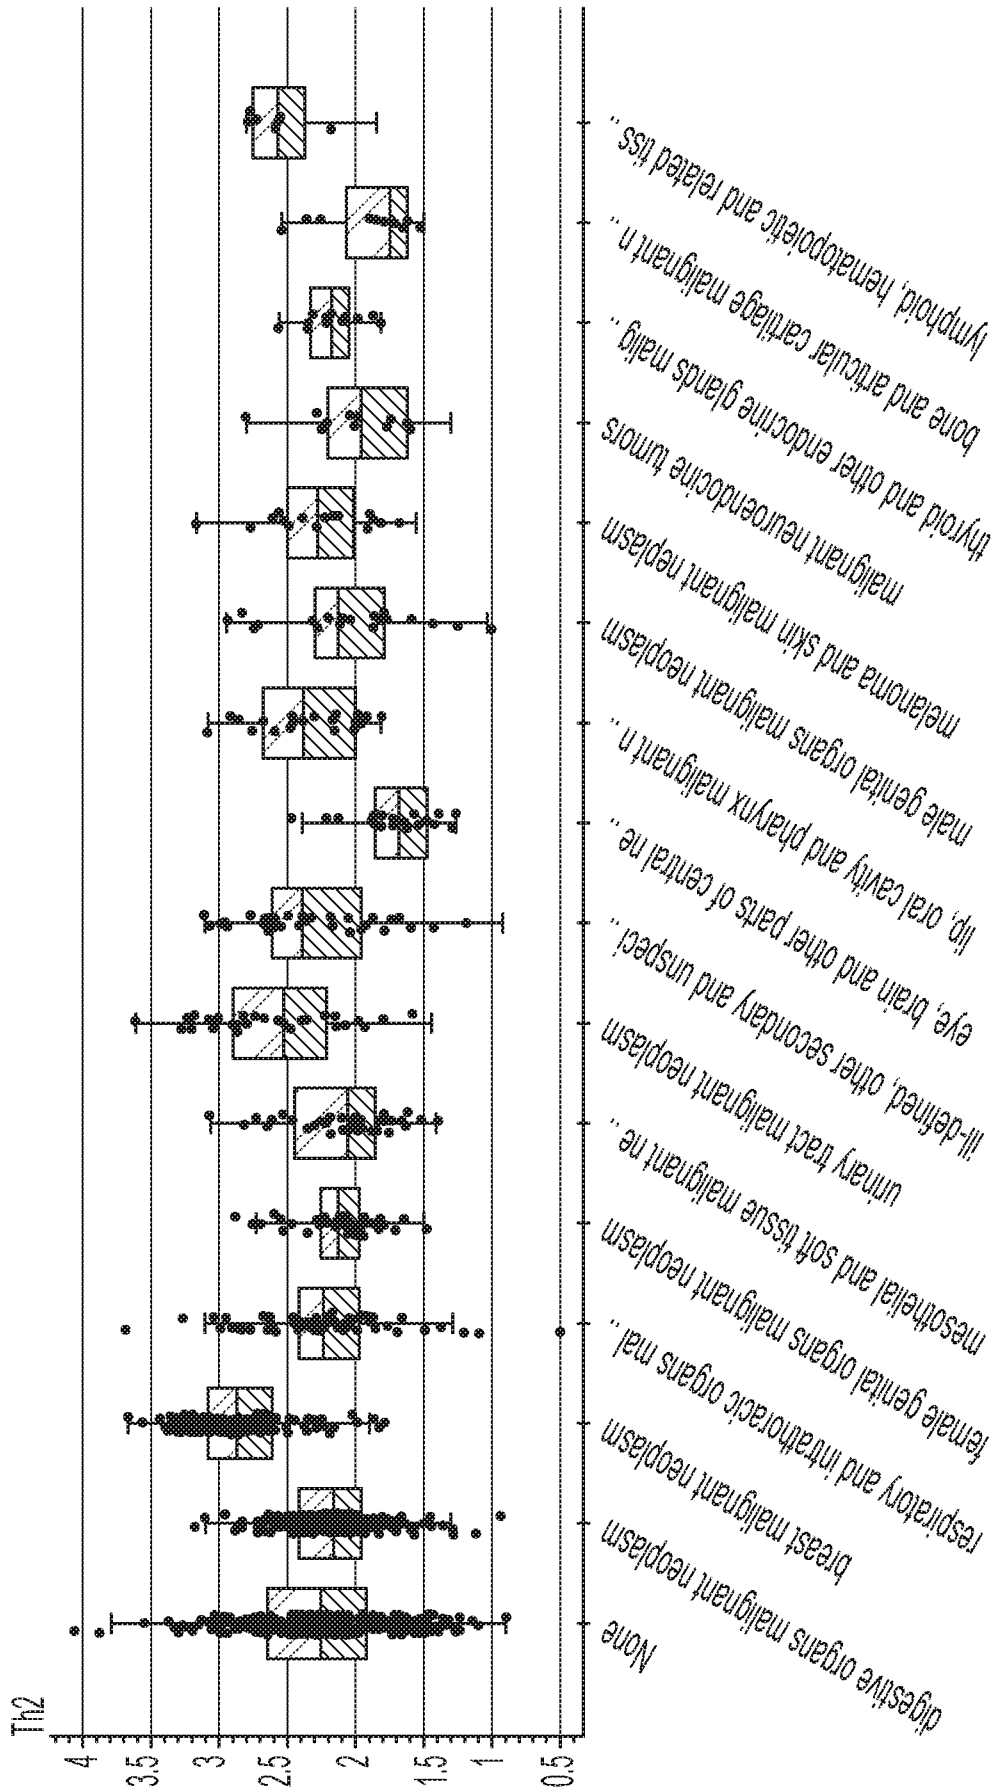 Th2
4
3.5
3
2.5
2
1.5
1
0.5
None
digestive organs malignant neoplasm
breast malignant neoplasm
respiratory and intrathoracic organs mal ..
female genital organs malignant neoplasm
mesothelial and soft tissue malignant ne ..
urinary tract malignant neoplasm
ill-defined, other secondary and unspeci ..
eye, brain and other parts of central ne ..
lip, oral cavity and pharynx malignant n ..
male genital organs malignant neoplasm
melanoma and skin malignant neplasm
malignant neuroendocrine tumors
thyroid and other endocrine glands malig ..
bone and articular cartilage malignant n ..
lymphoid, hematopoietic and related tiss ..